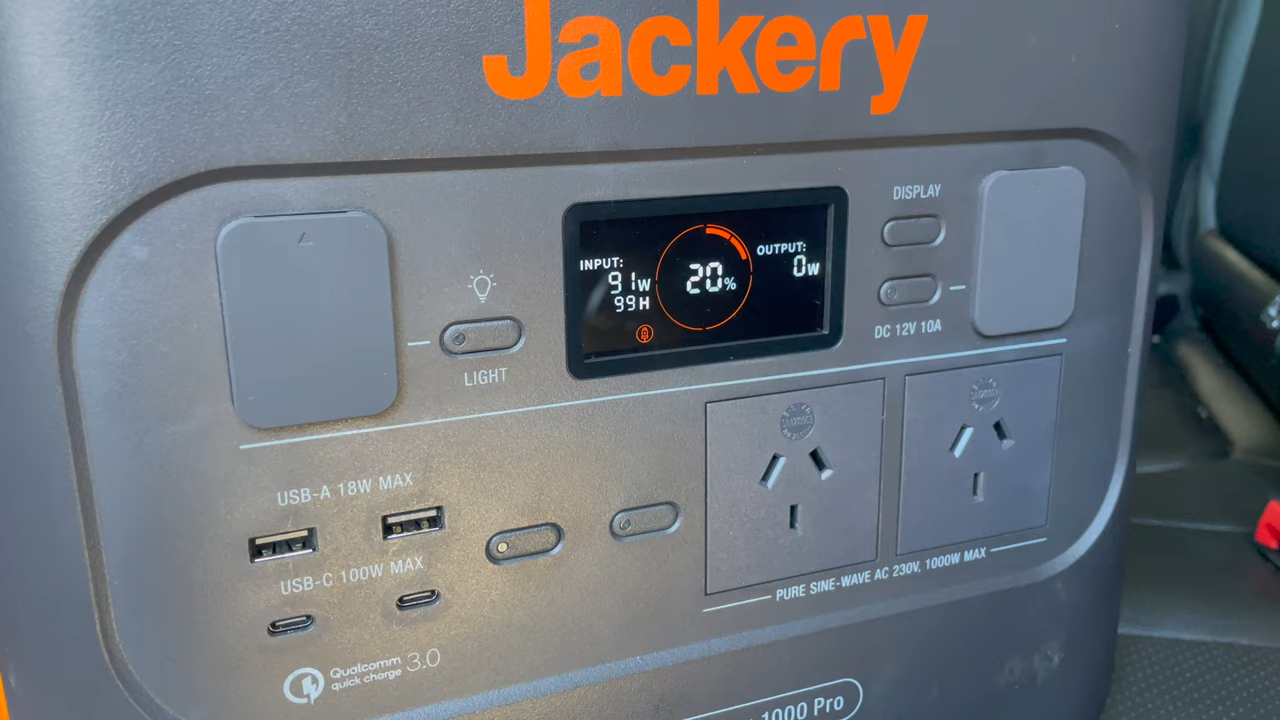 Jackery
DISPLAY
INPUT:
91W
99H
20%
OUTPUT:
0W
DC 12V 10A
LIGHT
USB-A 18W MAX
USB-C 100W MAX
PURE SINE-WAVE AC 230V, 1000W MAX
Qualcomm
quick charge 3.0
1000 Pro